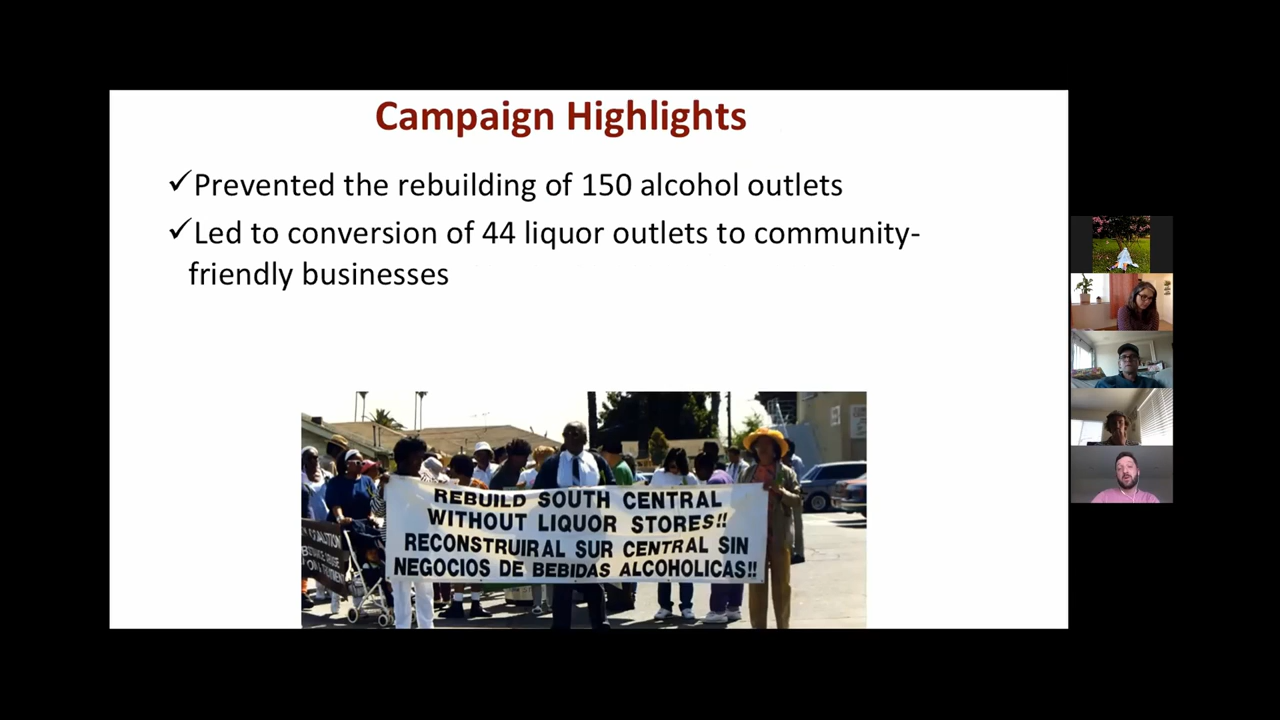 Campaign Highlights
✓Prevented the rebuilding of 150 alcohol outlets
✓Led to conversion of 44 liquor outlets to community-
friendly businesses
REBUILD SOUTH CENTRAL
WITHOUT LIQUOR STORES!!
RECONSTRUIRAL SUR CENTRAL SIN
NEGOCIOS DE BEBIDAS ALCOHOLICAS!!
COALITION